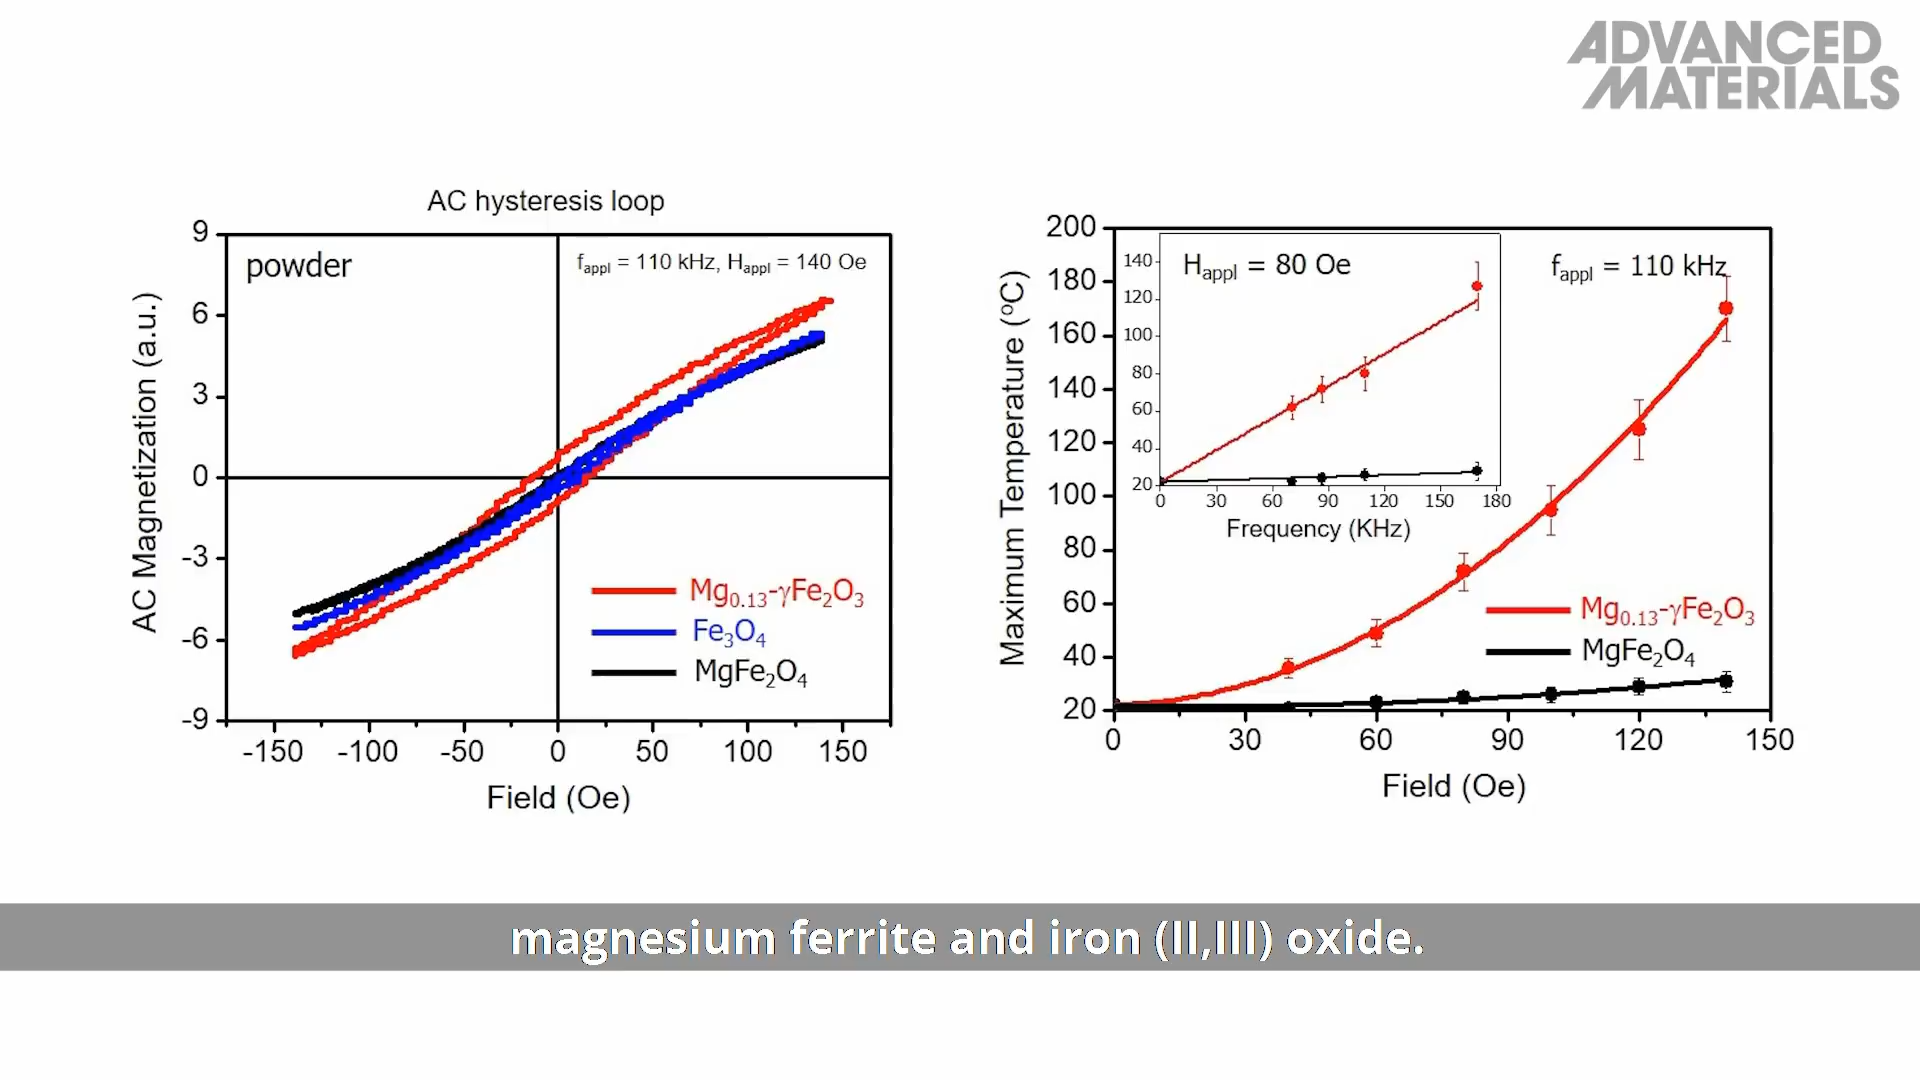 ADVANCED
MATERIALS
AC hysteresis loop
powder
f_appl = 110 kHz, H_appl = 140 Oe
AC Magnetization (a.u.)
9
6
3
0
-3
-6
-9
Mg0.13-γFe2O3
Fe3O4
MgFe2O4
-150 -100 -50 0 50 100 150
Field (Oe)
Maximum Temperature (°C)
200
180
160
140
120
100
80
60
40
20
H_appl = 80 Oe
f_appl = 110 kHz
140
120
100
80
60
40
20
0 30 60 90 120 150 180
Frequency (KHz)
Mg0.13-γFe2O3
MgFe2O4
0 30 60 90 120 150
Field (Oe)
magnesium ferrite and iron (II,III) oxide.